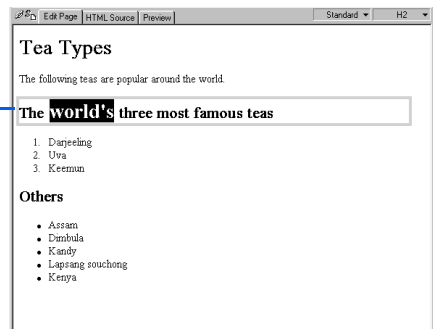 Edit Page HTML Source Preview Standard H2
Tea Types
The following teas are popular around the world.
The world's three most famous teas
1. Darjeeling
2. Uva
3. Keemun
Others
• Assam
• Dimbula
• Kandy
• Lapsang souchong
• Kenya